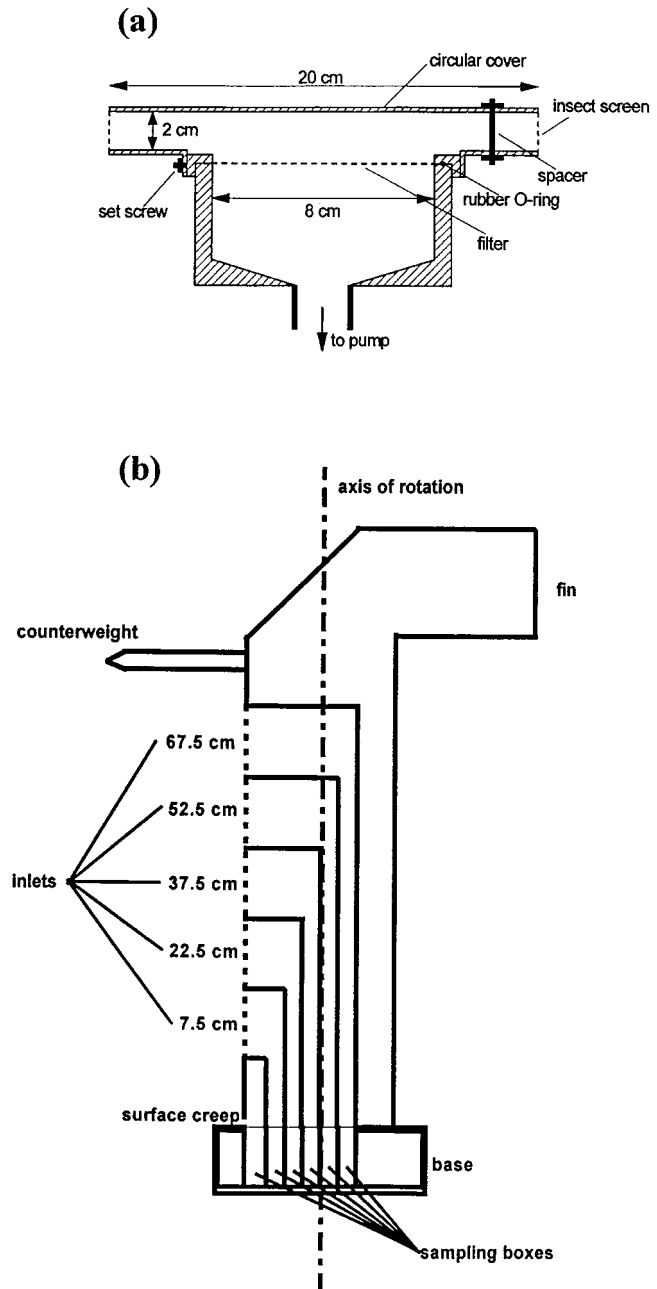 (a)
circular cover
20 cm
insect screen
2 cm
spacer
set screw
8 cm
rubber O-ring
filter
to pump
(b)
axis of rotation
fin
counterweight
67.5 cm
52.5 cm
inlets
37.5 cm
22.5 cm
7.5 cm
surface creep
base
sampling boxes